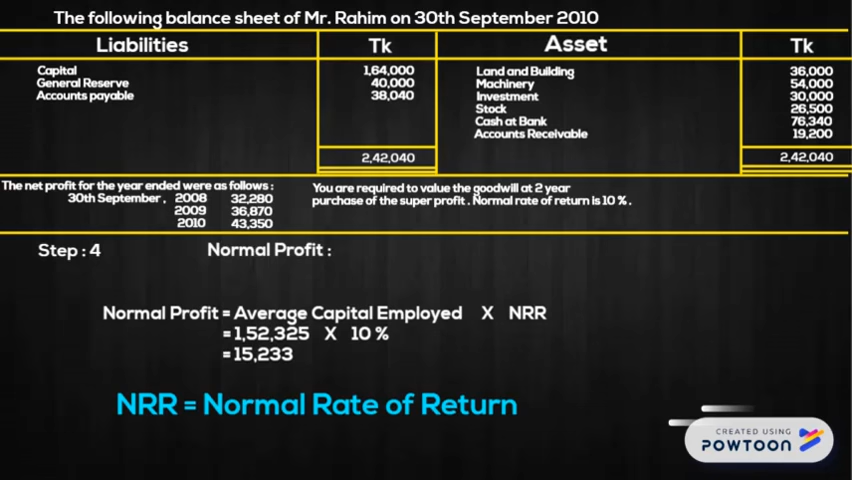 The following balance sheet of Mr. Rahim on 30th September 2010
Liabilities Tk Asset Tk
Capital 1,64,000 Land and Building 36,000
General Reserve 40,000 Machinery 54,000
Accounts payable 38,040 Investment 30,000
Stock 26,500
Cash at Bank 76,340
Accounts Receivable 19,200
2,42,040 2,42,040
The net profit for the year ended were as follows :
30th September , 2008 32,280
2009 36,870
2010 43,350
You are required to value the goodwill at 2 year
purchase of the super profit . Normal rate of return is 10 % .
Step : 4 Normal Profit :
Normal Profit = Average Capital Employed X NRR
= 1,52,325 X 10 %
= 15,233
NRR = Normal Rate of Return
CREATED USING
POWTOON